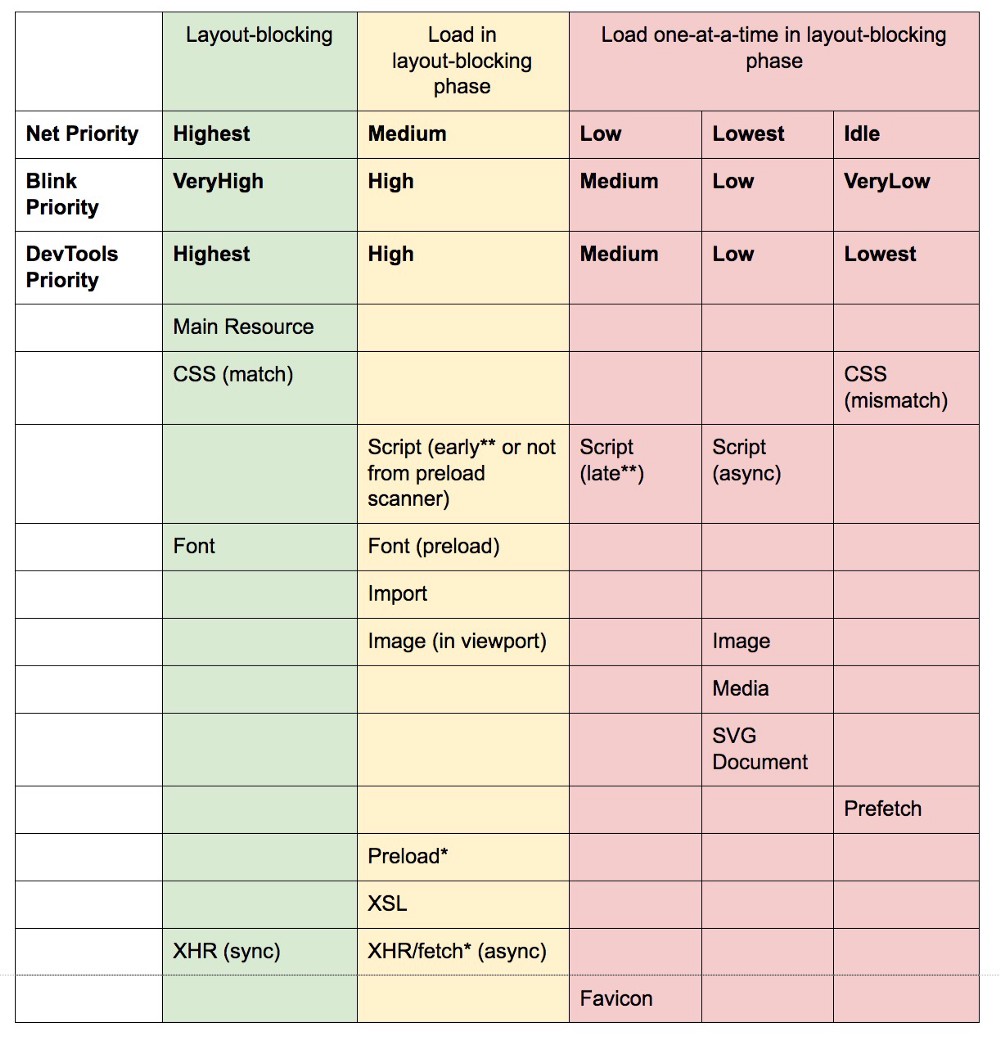 Layout-blocking
Load in
layout-blocking
phase
Load one-at-a-time in layout-blocking
phase
Net Priority
Highest
Medium
Low
Lowest
Idle
Blink
Priority
VeryHigh
High
Medium
Low
VeryLow
DevTools
Priority
Highest
High
Medium
Low
Lowest
Main Resource
CSS (match)
CSS
(mismatch)
Script (early** or not
from preload
scanner)
Script
(late**)
Script
(async)
Font
Font (preload)
Import
Image (in viewport)
Image
Media
SVG
Document
Prefetch
Preload*
XSL
XHR (sync)
XHR/fetch* (async)
Favicon